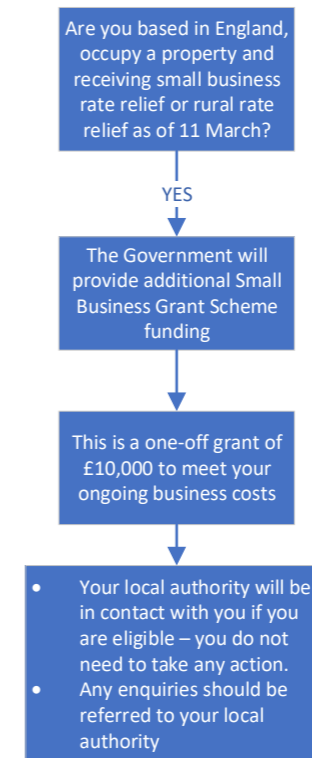 Are you based in England,
occupy a property and
receiving small business
rate relief or rural rate
relief as of 11 March?
YES
The Government will
provide additional Small
Business Grant Scheme
funding
This is a one-off grant of
£10,000 to meet your
ongoing business costs
• Your local authority will be
in contact with you if you
are eligible – you do not
need to take any action.
• Any enquiries should be
referred to your local
authority